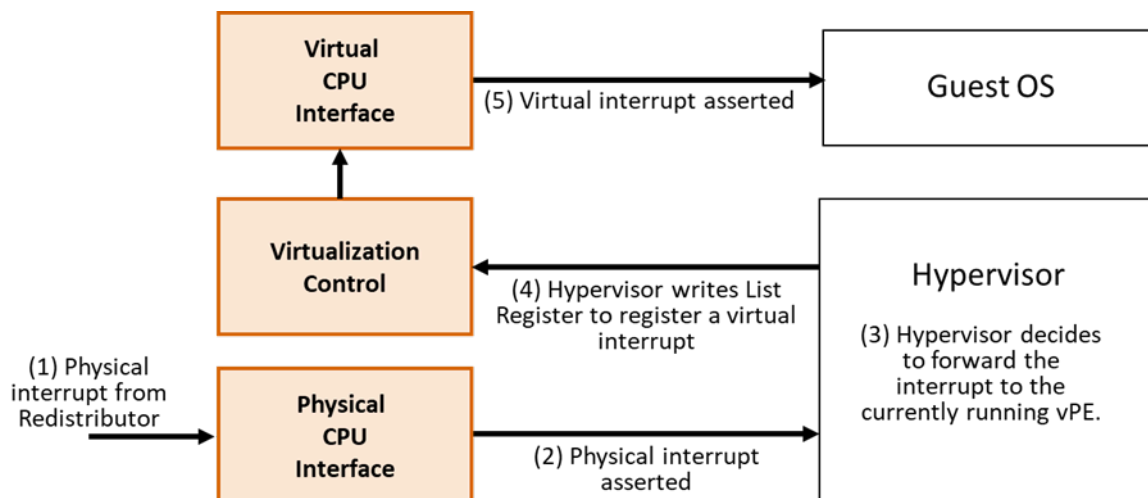 Virtual
CPU
Interface
(5) Virtual interrupt asserted
Guest OS
Virtualization
Control
(4) Hypervisor writes List
Register to register a virtual
interrupt
Hypervisor
(3) Hypervisor decides
to forward the
interrupt to the
currently running vPE.
(1) Physical
interrupt from
Redistributor
Physical
CPU
Interface
(2) Physical interrupt
asserted